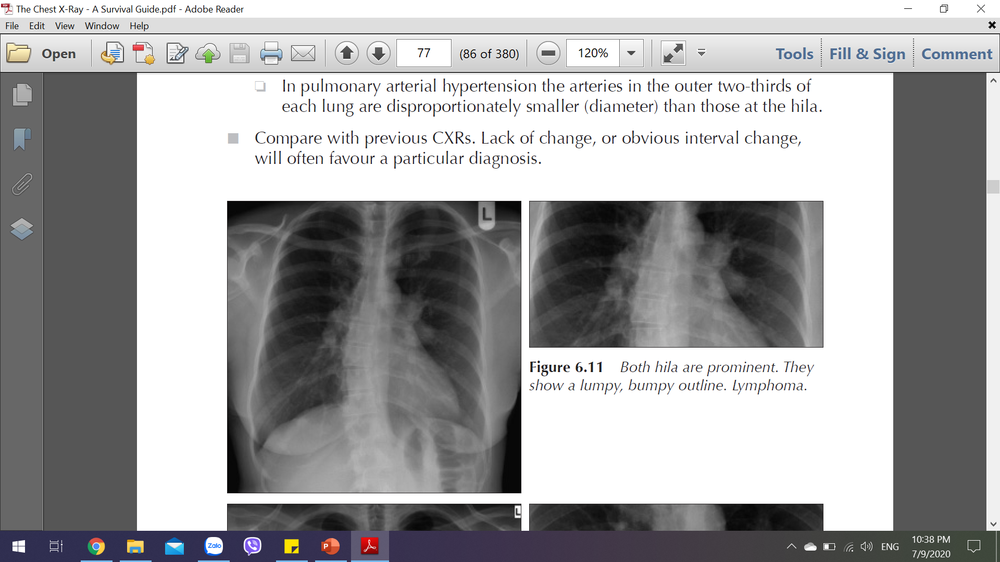 The Chest X-Ray - A Survival Guide.pdf - Adobe Reader
File Edit View Window Help
Open 77 (86 of 380) 120% Tools Fill & Sign Comment
In pulmonary arterial hypertension the arteries in the outer two-thirds of
each lung are disproportionately smaller (diameter) than those at the hila.
Compare with previous CXRs. Lack of change, or obvious interval change,
will often favour a particular diagnosis.
L
Figure 6.11 Both hila are prominent. They
show a lumpy, bumpy outline. Lymphoma.
L
Zalo
P
ENG
10:38 PM
7/9/2020